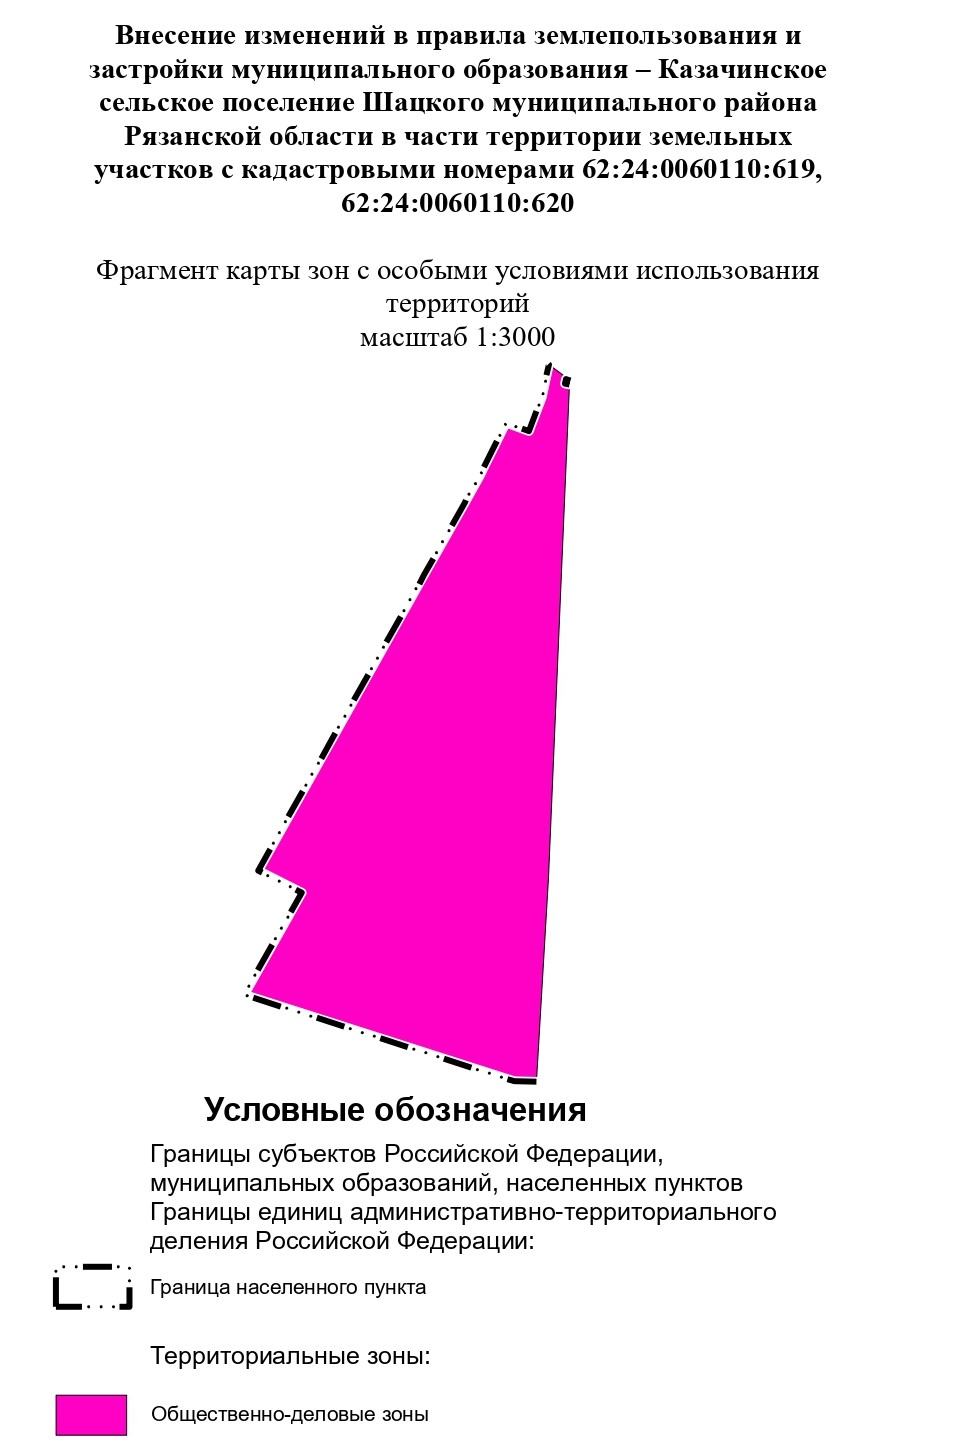 Внесение изменений в правила землепользования и
застройки муниципального образования – Казачинское
сельское поселение Шацкого муниципального района
Рязанской области в части территории земельных
участков с кадастровыми номерами 62:24:0060110:619,
62:24:0060110:620
Фрагмент карты зон с особыми условиями использования
территорий
масштаб 1:3000
Условные обозначения
Границы субъектов Российской Федерации,
муниципальных образований, населенных пунктов
Границы единиц административно-территориального
деления Российской Федерации:
Граница населенного пункта
Территориальные зоны:
Общественно-деловые зоны